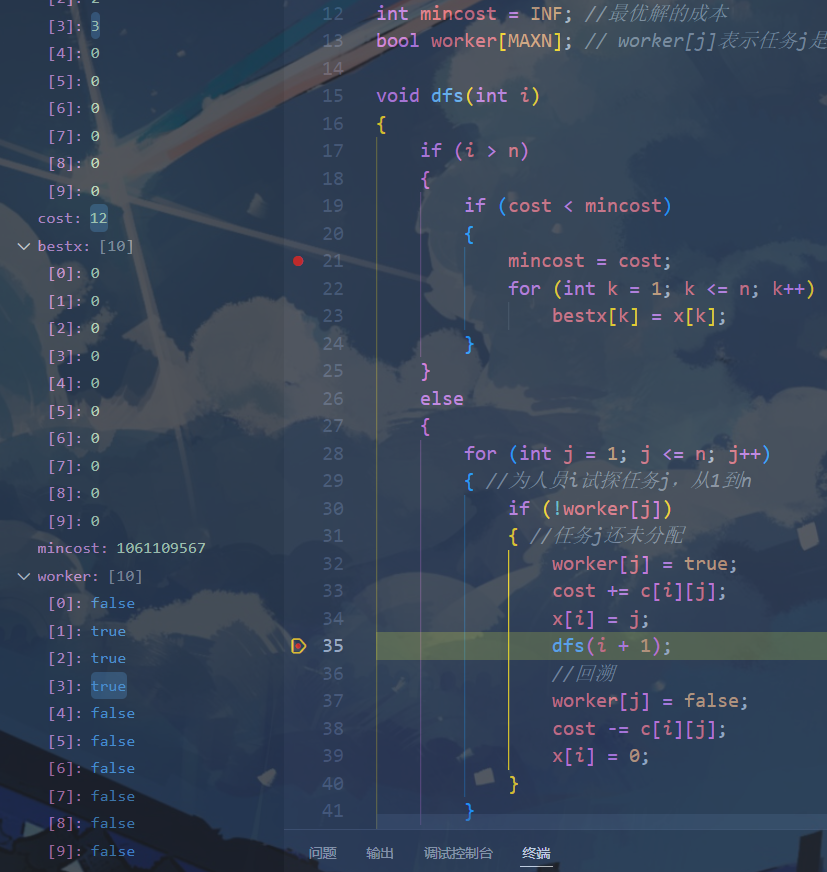 [2]: 2
[3]: 3
[4]: 0
[5]: 0
[6]: 0
[7]: 0
[8]: 0
[9]: 0
cost: 12
bestx: [10]
[0]: 0
[1]: 0
[2]: 0
[3]: 0
[4]: 0
[5]: 0
[6]: 0
[7]: 0
[8]: 0
[9]: 0
mincost: 1061109567
worker: [10]
[0]: false
[1]: true
[2]: true
[3]: true
[4]: false
[5]: false
[6]: false
[7]: false
[8]: false
[9]: false
12 int mincost = INF; //最优解的成本
13 bool worker[MAXN]; // worker[j]表示任务j是
14
15 void dfs(int i)
16 {
17 if (i > n)
18 {
19 if (cost < mincost)
20 {
21 mincost = cost;
22 for (int k = 1; k <= n; k++)
23 bestx[k] = x[k];
24 }
25 }
26 else
27 {
28 for (int j = 1; j <= n; j++)
29 { //为人员i试探任务j，从1到n
30 if (!worker[j])
31 { //任务j还未分配
32 worker[j] = true;
33 cost += c[i][j];
34 x[i] = j;
35 dfs(i + 1);
36 //回溯
37 worker[j] = false;
38 cost -= c[i][j];
39 x[i] = 0;
40 }
41 }
问题 输出 调试控制台 终端